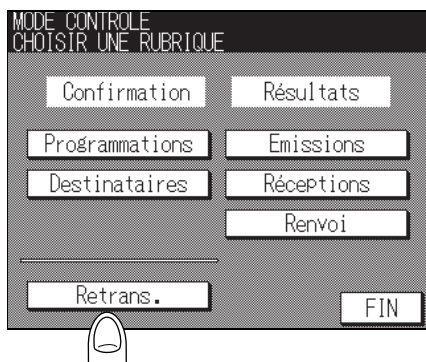 MODE CONTROLE
CHOISIR UNE RUBRIQUE
Confirmation Résultats
Programmations Emissions
Destinataires Réceptions
Renvoi
Retrans. FIN